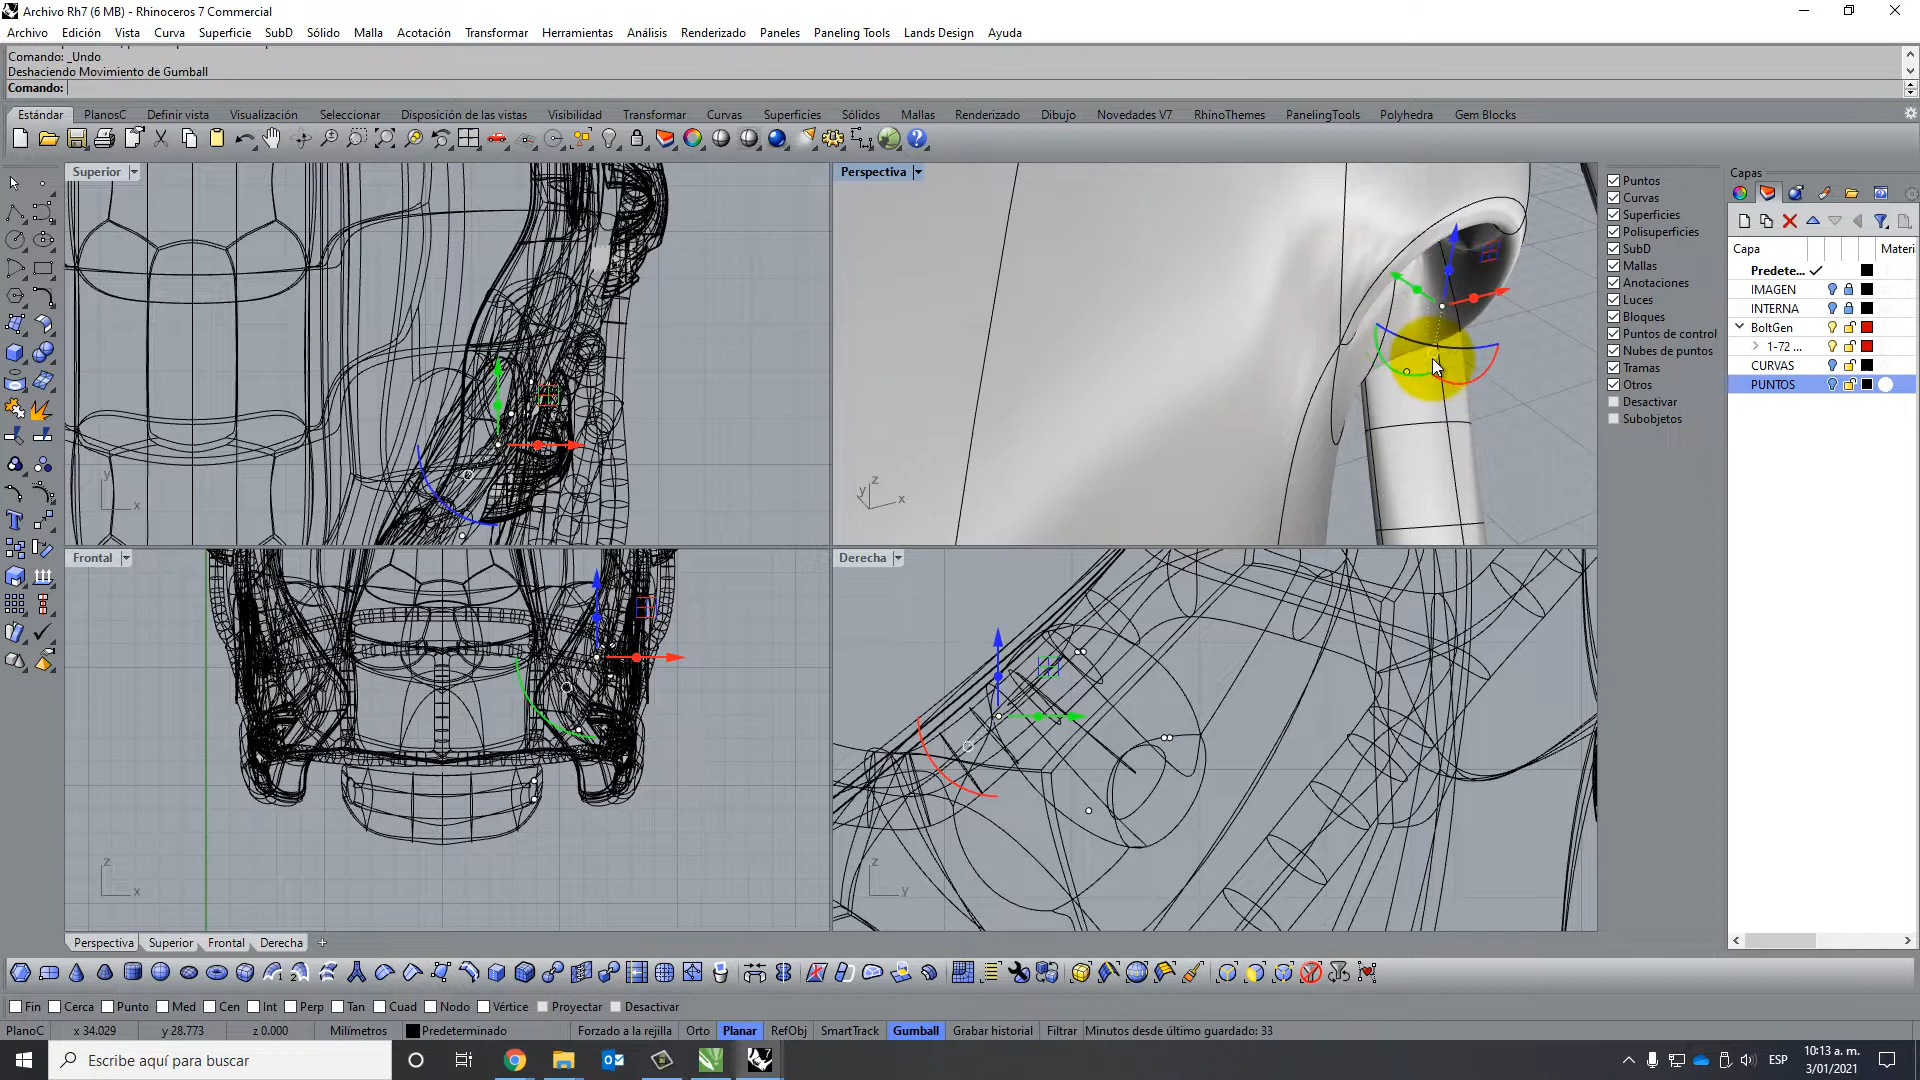 Archivo Rh7 (6 MB) - Rhinoceros 7 Commercial
Archivo Edición Vista Curva Superficie SubD Sólido Malla Acotación Transformar Herramientas Análisis Renderizado Paneles Paneling Tools Lands Design Ayuda
Comando: _Undo
Deshaciendo Movimiento de Gumball
Comando:
Estándar PlanosC Definir vista Visualización Seleccionar Disposición de las vistas Visibilidad Transformar Curvas Superficies Sólidos Mallas Renderizado Dibujo Novedades V7 RhinoThemes PanelingTools Polyhedra Gem Blocks
Superior
Perspectiva
Frontal
Derecha
y
x
z
y
x
z
x
z
y
Puntos
Curvas
Superficies
Polisuperficies
SubD
Mallas
Anotaciones
Luces
Bloques
Puntos de control
Nubes de puntos
Tramas
Otros
Desactivar
Subobjetos
Capas
Capa Materi
Predete...
IMAGEN
INTERNA
BoltGen
1-72 ...
CURVAS
PUNTOS
Perspectiva Superior Frontal Derecha
Fin Cerca Punto Med Cen Int Perp Tan Cuad Nodo Vértice Proyectar Desactivar
PlanoC x 34.029 y 28.773 z 0.000 Milímetros Predeterminado Forzado a la rejilla Orto Planar RefObj SmartTrack Gumball Grabar historial Filtrar Minutos desde último guardado: 33
Escribe aquí para buscar
ESP
10:13 a. m.
3/01/2021